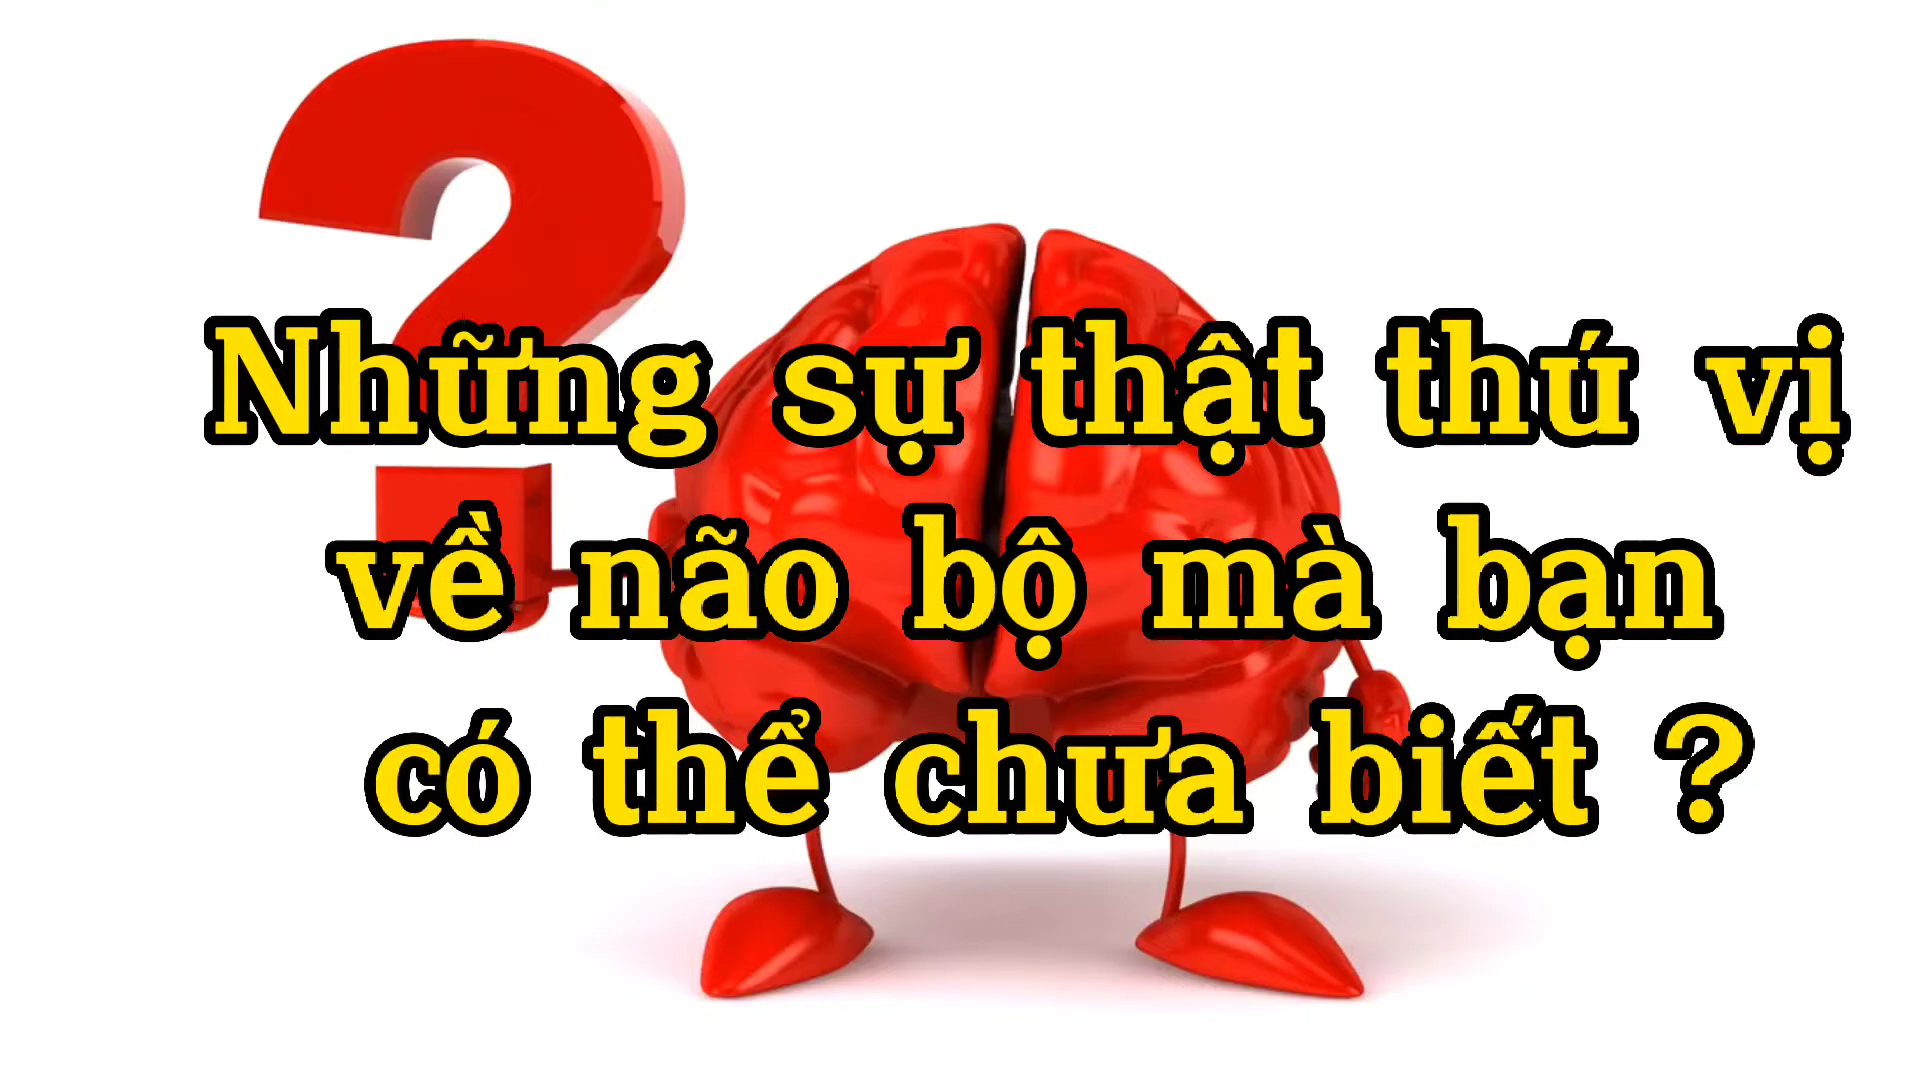 Những sự thật thú vị
về não bộ mà bạn
có thể chưa biết ?